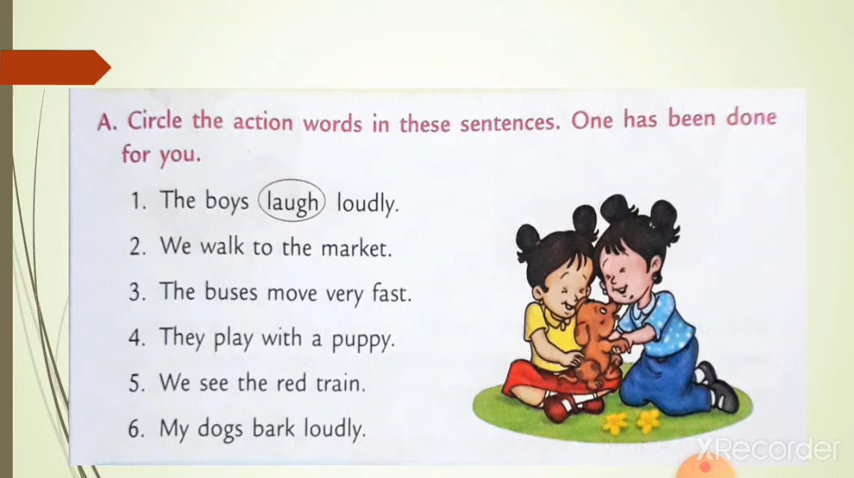 A. Circle the action words in these sentences. One has been done
for you.
1. The boys laugh loudly.
2. We walk to the market.
3. The buses move very fast.
4. They play with a puppy.
5. We see the red train.
6. My dogs bark loudly.
XRecorder